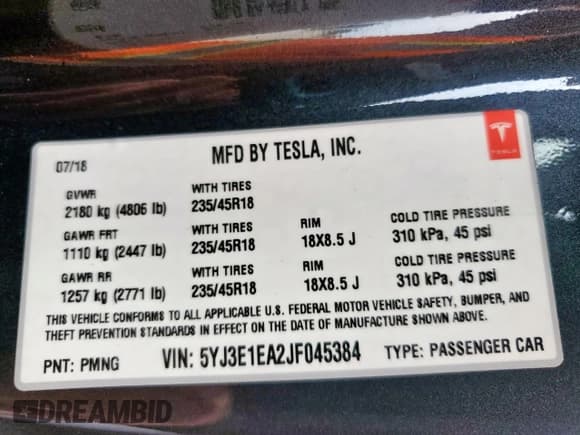 07/18
MFD BY TESLA, INC.
TESLA
GVWR WITH TIRES
2180 kg (4806 lb) 235/45R18
GAWR FRT WITH TIRES RIM COLD TIRE PRESSURE
1110 kg (2447 lb) 235/45R18 18X8.5 J 310 kPa, 45 psi
GAWR RR WITH TIRES RIM COLD TIRE PRESSURE
1257 kg (2771 lb) 235/45R18 18X8.5 J 310 kPa, 45 psi
THIS VEHICLE CONFORMS TO ALL APPLICABLE U.S. FEDERAL MOTOR VEHICLE SAFETY, BUMPER, AND
THEFT PREVENTION STANDARDS IN EFFECT ON THE DATE OF MANUFACTURE SHOWN ABOVE.
PNT: PMNG VIN: 5YJ3E1EA2JF045384 TYPE: PASSENGER CAR
DREAMBID